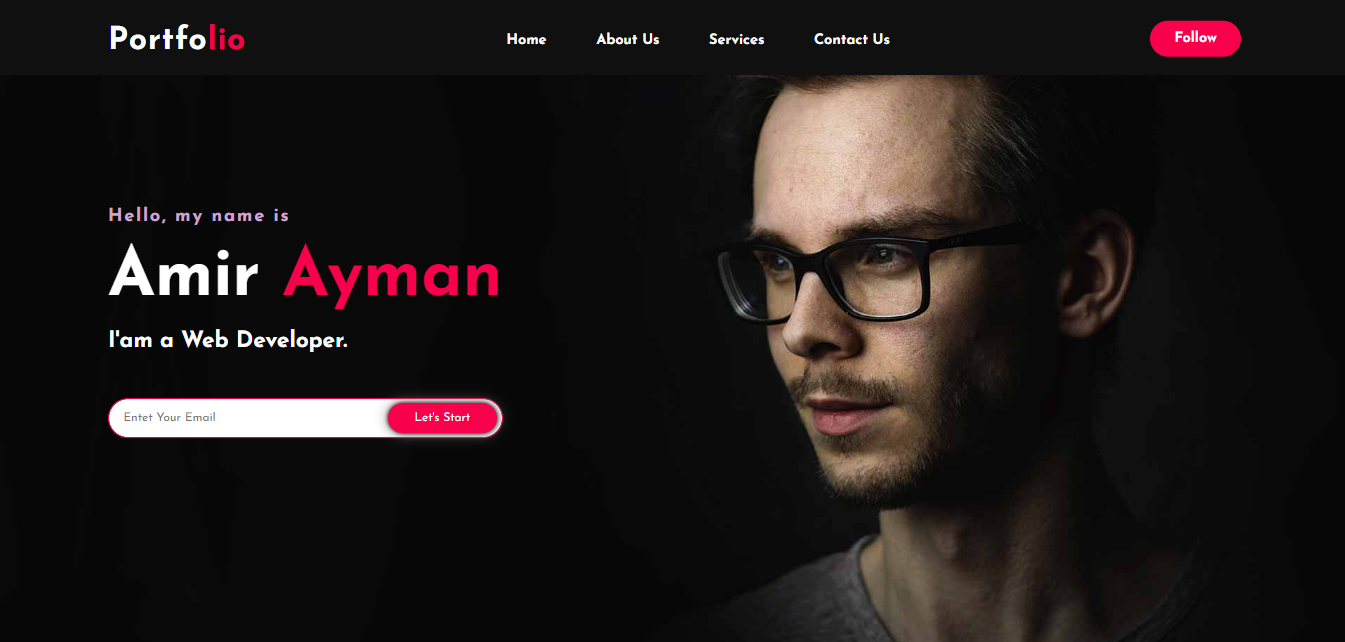 Portfolio
Home
About Us
Services
Contact Us
Follow
Hello, my name is
Amir Ayman
I'am a Web Developer.
Entet Your Email
Let's Start